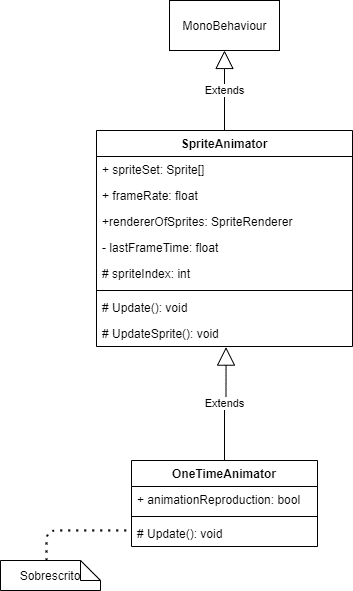 MonoBehaviour
Extends
SpriteAnimator
+ spriteSet: Sprite[]
+ frameRate: float
+rendererOfSprites: SpriteRenderer
- lastFrameTime: float
# spriteIndex: int
# Update(): void
# UpdateSprite(): void
Extends
OneTimeAnimator
+ animationReproduction: bool
# Update(): void
Sobrescrito